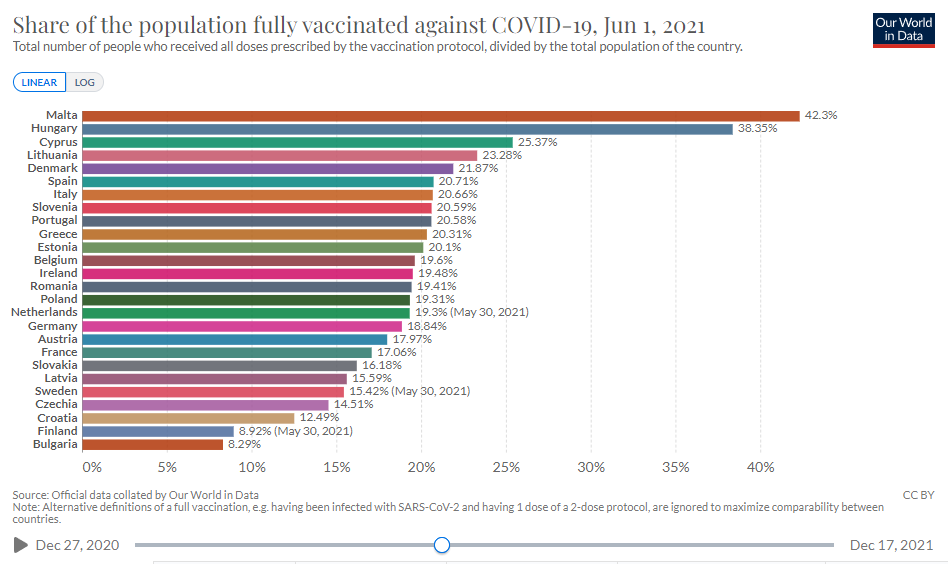 Share of the population fully vaccinated against COVID-19, Jun 1, 2021
Total number of people who received all doses prescribed by the vaccination protocol, divided by the total population of the country.
Our World
in Data
LINEAR LOG
Malta 42.3%
Hungary 38.35%
Cyprus 25.37%
Lithuania 23.28%
Denmark 21.87%
Spain 20.71%
Italy 20.66%
Slovenia 20.59%
Portugal 20.58%
Greece 20.31%
Estonia 20.1%
Belgium 19.6%
Ireland 19.48%
Romania 19.41%
Poland 19.31%
Netherlands 19.3% (May 30, 2021)
Germany 18.84%
Austria 17.97%
France 17.06%
Slovakia 16.18%
Latvia 15.59%
Sweden 15.42% (May 30, 2021)
Czechia 14.51%
Croatia 12.49%
Finland 8.92% (May 30, 2021)
Bulgaria 8.29%
0% 5% 10% 15% 20% 25% 30% 35% 40%
Source: Official data collated by Our World in Data CC BY
Note: Alternative definitions of a full vaccination, e.g. having been infected with SARS-CoV-2 and having 1 dose of a 2-dose protocol, are ignored to maximize comparability between
countries.
Dec 27, 2020 Dec 17, 2021